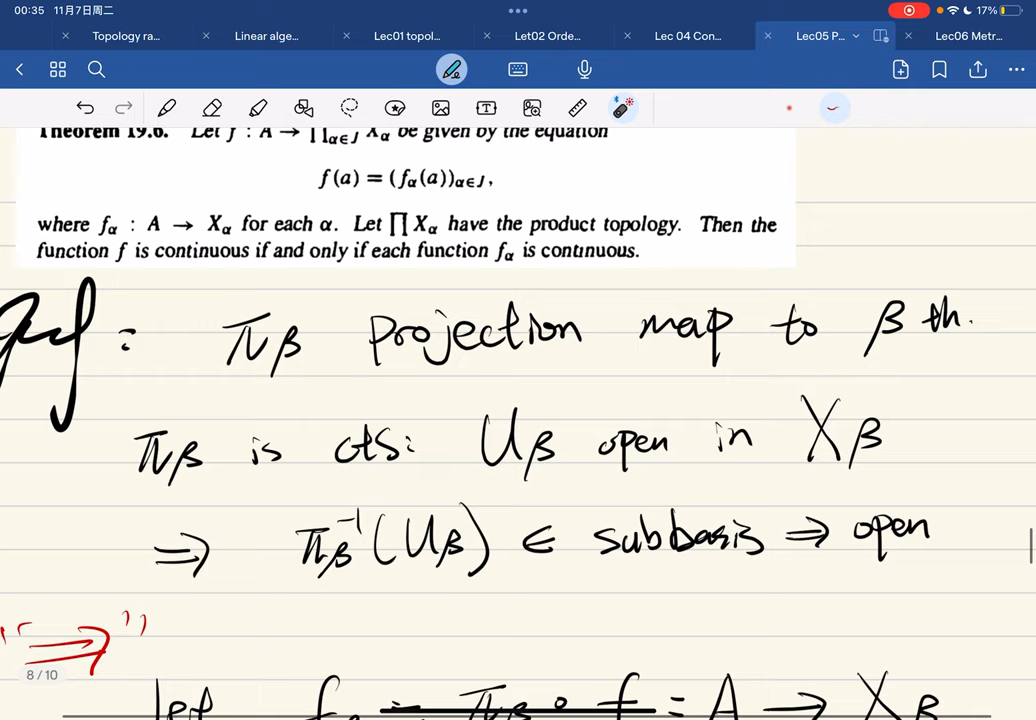 00:35 11月7日周二 17%
Topology ra... Linear alge... Lec01 topol... Let02 Orde... Lec 04 Con... Lec05 P... Lec06 Metr...
Theorem 19.6. Let f : A → ∏α∈J Xα be given by the equation
f(a) = (fα(a))α∈J,
where fα : A → Xα for each α. Let ∏ Xα have the product topology. Then the
function f is continuous if and only if each function fα is continuous.
: πβ projection map to β th.
πβ is cts: Uβ open in Xβ
⇒ πβ⁻¹(Uβ) ∈ subbasis ⇒ open
"⇒"
8 / 10
let = πβ ∘ f = A → Xβ